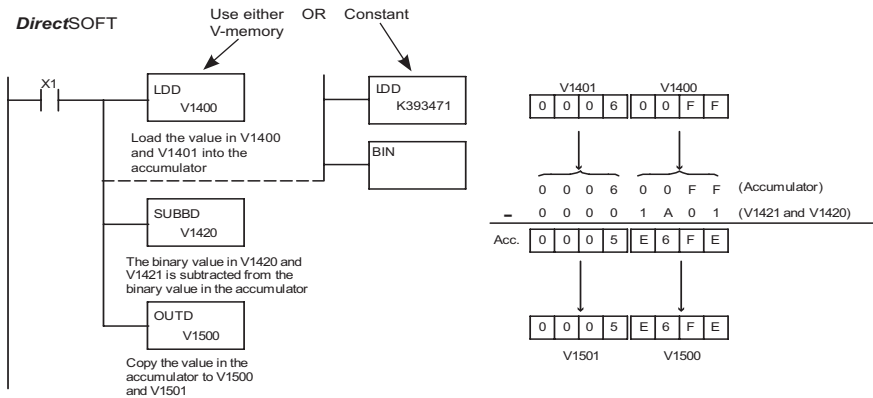 DirectSOFT
Use either OR Constant
V-memory
X1
LDD
V1400
Load the value in V1400
and V1401 into the
accumulator
LDD
K393471
BIN
SUBBD
V1420
The binary value in V1420 and
V1421 is subtracted from the
binary value in the accumulator
OUTD
V1500
Copy the value in the
accumulator to V1500
and V1501
V1401 V1400
0 0 0 6 0 0 F F
0 0 0 6 0 0 F F (Accumulator)
- 0 0 0 0 1 A 0 1 (V1421 and V1420)
Acc. 0 0 0 5 E 6 F E
0 0 0 5 E 6 F E
V1501 V1500